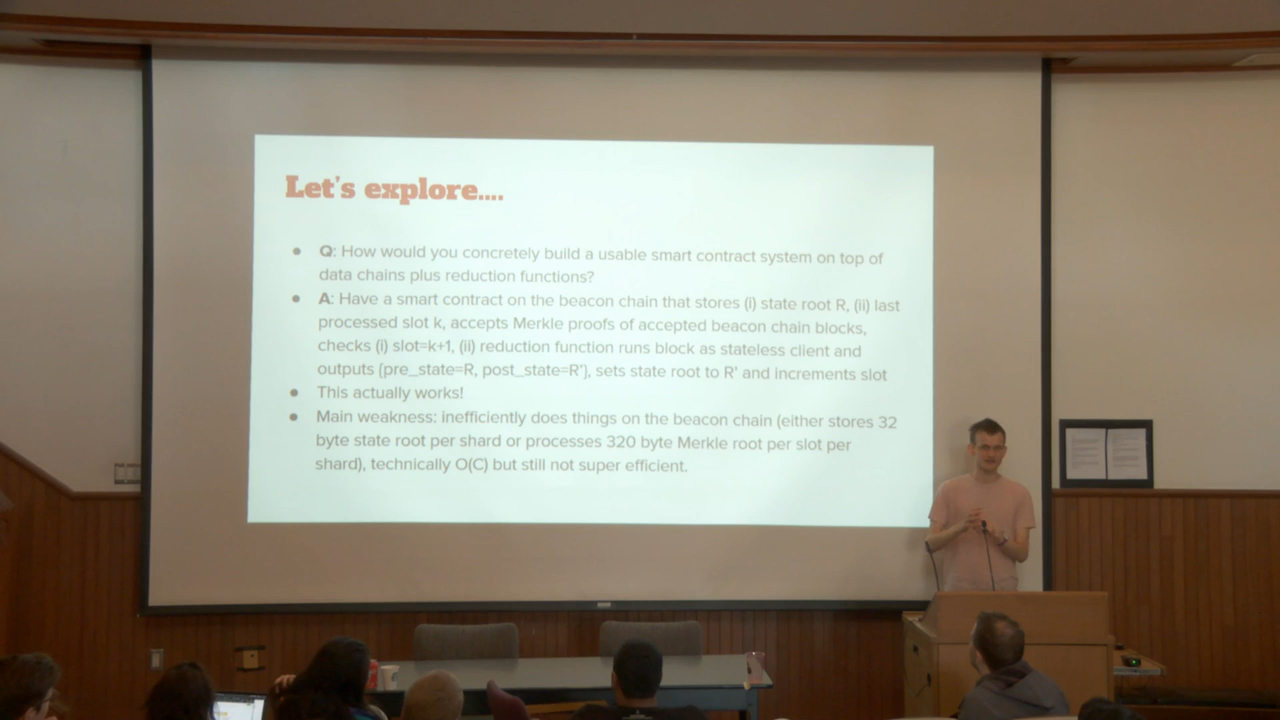 Let's explore....
● Q: How would you concretely build a usable smart contract system on top of
data chains plus reduction functions?
● A: Have a smart contract on the beacon chain that stores (i) state root R, (ii) last
processed slot k, accepts Merkle proofs of accepted beacon chain blocks,
checks (i) slot=k+1, (ii) reduction function runs block as stateless client and
outputs (pre_state=R, post_state=R'), sets state root to R' and increments slot
● This actually works!
● Main weakness: inefficiently does things on the beacon chain (either stores 32
byte state root per shard or processes 320 byte Merkle root per slot per
shard), technically O(C) but still not super efficient.